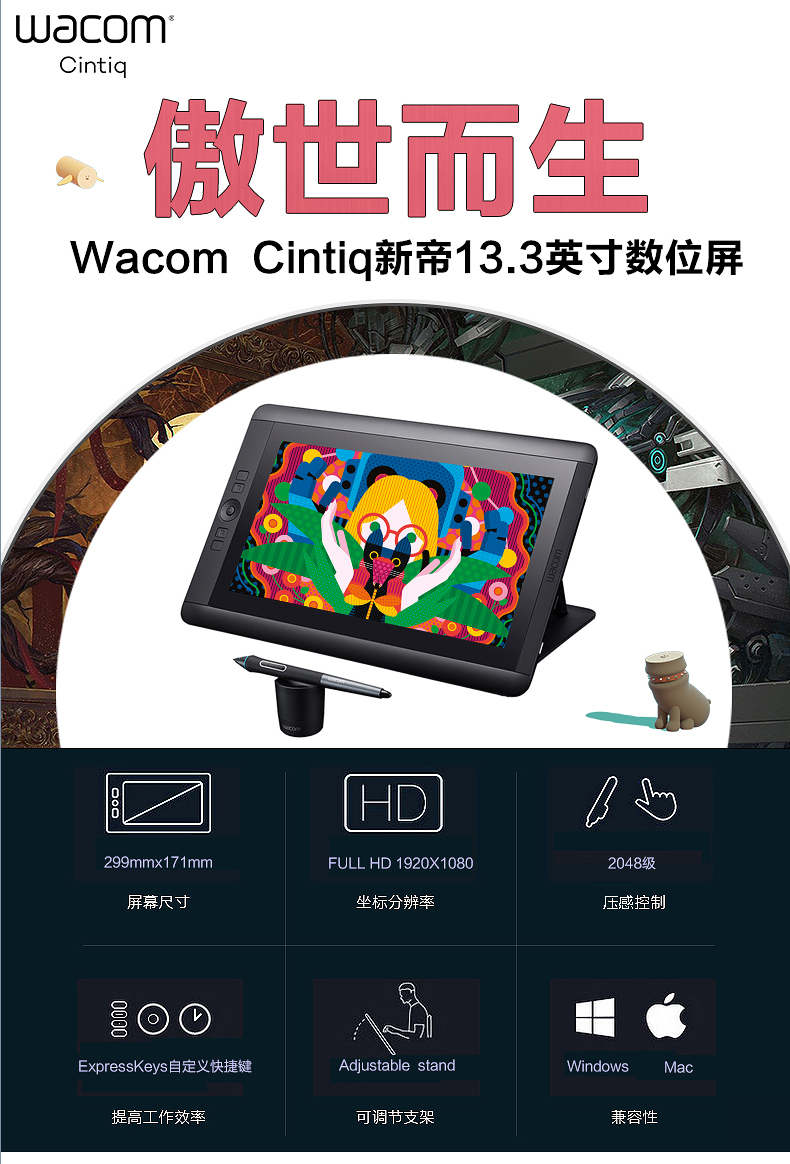 wacom®
Cintiq
傲世而生
Wacom Cintiq新帝13.3英寸数位屏
wacom
wacom
299mmx171mm
HD
FULL HD 1920X1080
2048级
屏幕尺寸
坐标分辨率
压感控制
ExpressKeys自定义快捷键
Adjustable stand
Windows
Mac
提高工作效率
可调节支架
兼容性